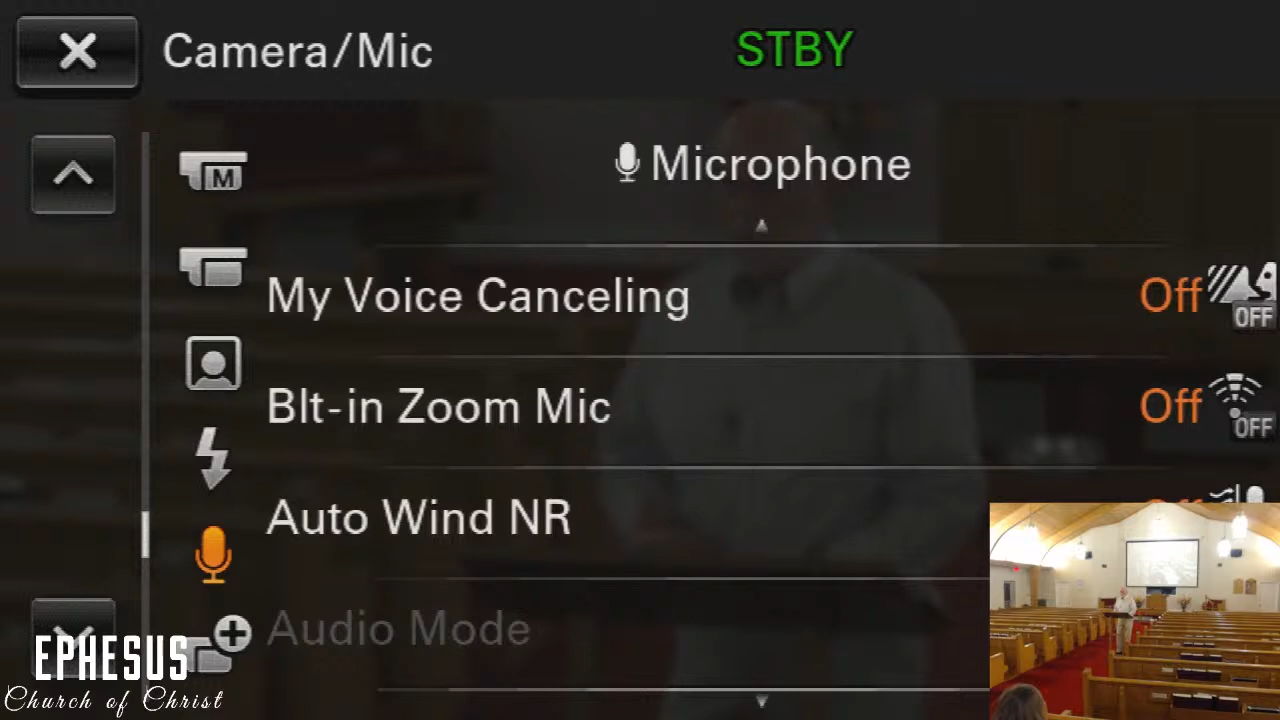 Camera/Mic STBY
M
Microphone
My Voice Canceling Off
OFF
Blt-in Zoom Mic Off
OFF
Auto Wind NR
Audio Mode
EPHESUS
Church of Christ